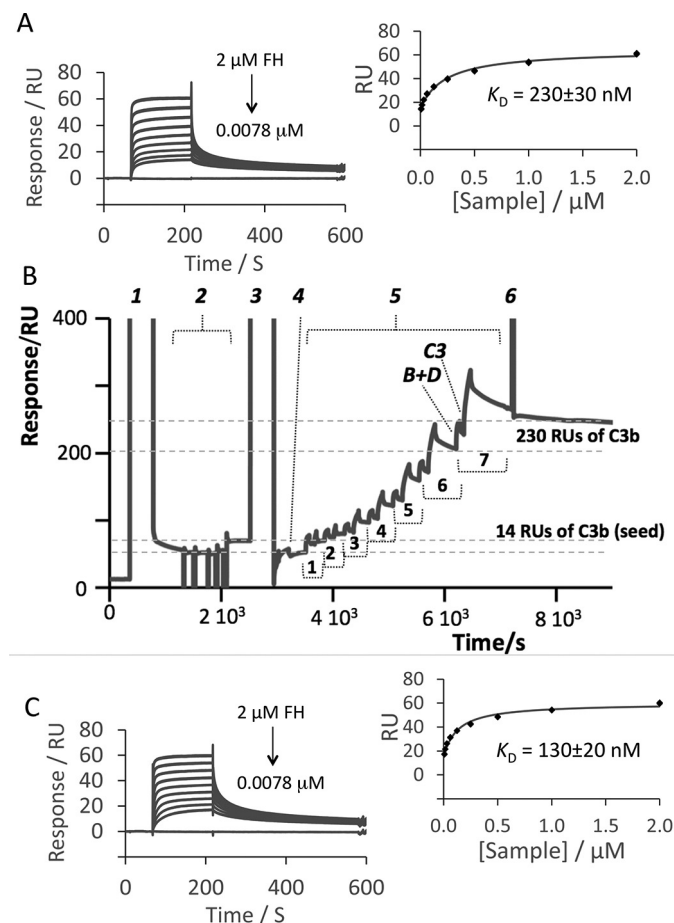 A
2 µM FH
0.0078 µM
Response / RU
80
60
40
20
0
0 200 400 600
Time / S
RU
80
60
40
20
0
K_D = 230±30 nM
0.0 0.5 1.0 1.5 2.0
[Sample] / µM
B
1 2 3 4 5 6
Response/RU
400
200
0
C3
B+D
230 RUs of C3b
14 RUs of C3b (seed)
1 2 3 4 5 6 7
0 2 10³ 4 10³ 6 10³ 8 10³
Time/s
C
2 µM FH
0.0078 µM
Response / RU
80
60
40
20
0
0 200 400 600
Time / S
RU
80
60
40
20
0
K_D = 130±20 nM
0.0 0.5 1.0 1.5 2.0
[Sample] / µM